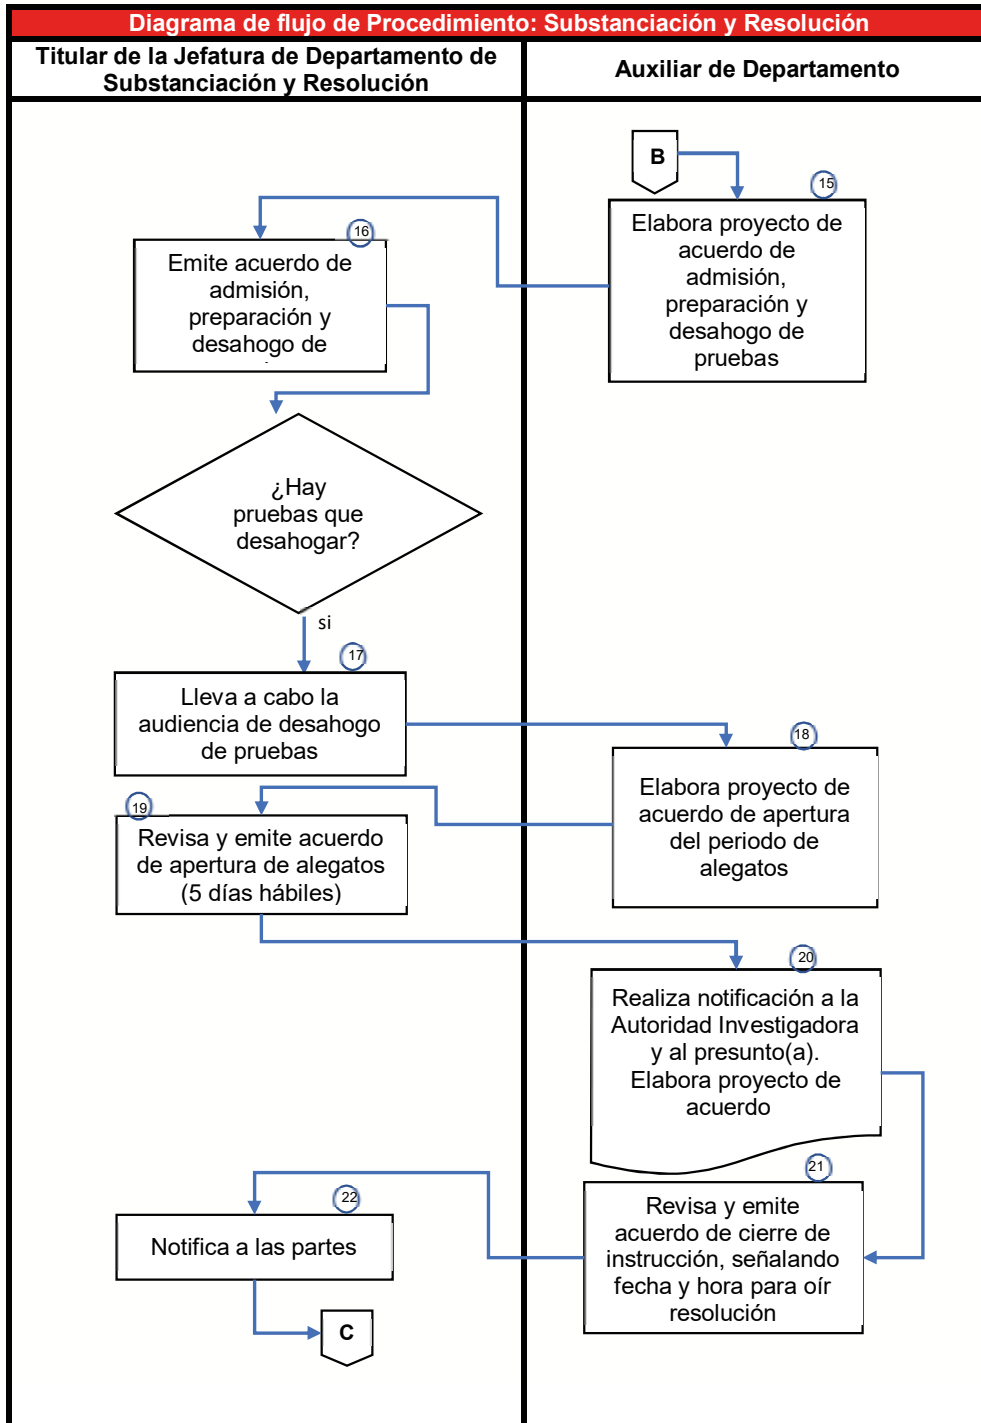 Diagrama de flujo de Procedimiento: Substanciación y Resolución
Titular de la Jefatura de Departamento de
Substanciación y Resolución
Auxiliar de Departamento
B
15
Elabora proyecto de
acuerdo de
admisión,
preparación y
desahogo de
pruebas
16
Emite acuerdo de
admisión,
preparación y
desahogo de
¿Hay
pruebas que
desahogar?
si
17
Lleva a cabo la
audiencia de desahogo
de pruebas
18
Elabora proyecto de
acuerdo de apertura
del periodo de
alegatos
19
Revisa y emite acuerdo
de apertura de alegatos
(5 días hábiles)
20
Realiza notificación a la
Autoridad Investigadora
y al presunto(a).
Elabora proyecto de
acuerdo
21
Revisa y emite
acuerdo de cierre de
instrucción, señalando
fecha y hora para oír
resolución
22
Notifica a las partes
C